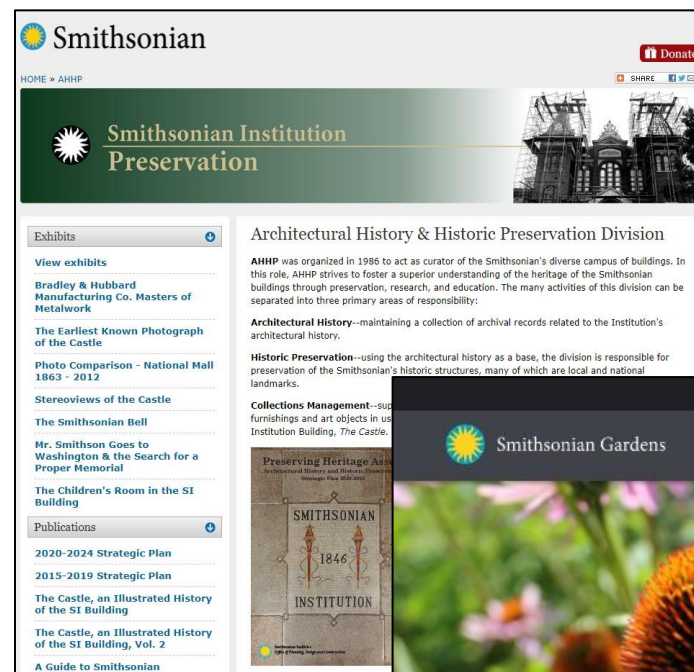 Smithsonian
Donate
HOME » AHHP
SHARE
Smithsonian Institution
Preservation
Exhibits
View exhibits
Bradley & Hubbard
Manufacturing Co. Masters of
Metalwork
The Earliest Known Photograph
of the Castle
Photo Comparison - National Mall
1863 - 2012
Stereoviews of the Castle
The Smithsonian Bell
Mr. Smithson Goes to
Washington & the Search for a
Proper Memorial
The Children's Room in the SI
Building
Publications
2020-2024 Strategic Plan
2015-2019 Strategic Plan
The Castle, an Illustrated History
of the SI Building
The Castle, an Illustrated History
of the SI Building, Vol. 2
A Guide to Smithsonian
Architectural History & Historic Preservation Division
AHHP was organized in 1986 to act as curator of the Smithsonian's diverse campus of buildings. In
this role, AHHP strives to foster a superior understanding of the heritage of the Smithsonian
buildings through preservation, research, and education. The many activities of this division can be
separated into three primary areas of responsibility:
Architectural History--maintaining a collection of archival records related to the Institution's
architectural history.
Historic Preservation--using the architectural history as a base, the division is responsible for
preservation of the Smithsonian's historic structures, many of which are local and national
landmarks.
Collections Management--sup
furnishings and art objects in us
Institution Building, The Castle.
Preserving Heritage Ass
Architectural History and Historic Preserva
Strategic Plan
SMITHSONIAN
1846
INSTITUTION
Smithsonian Gardens